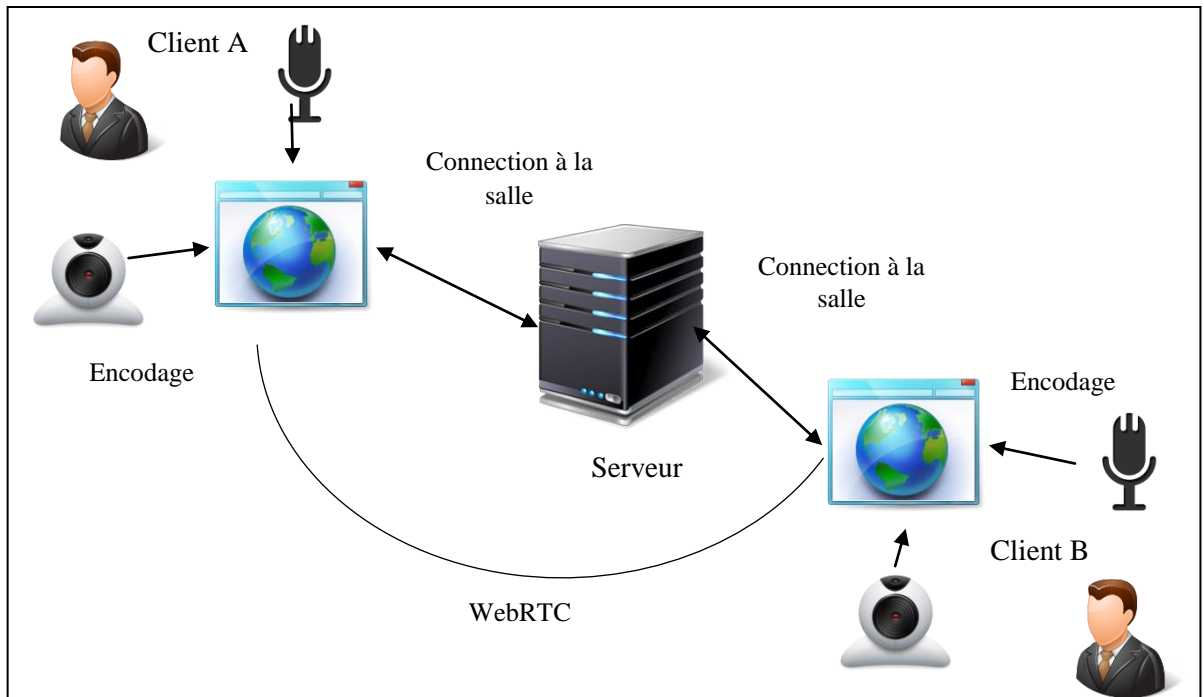 Client A
Connection à la
salle
Connection à la
salle
Encodage
Encodage
Serveur
Client B
WebRTC